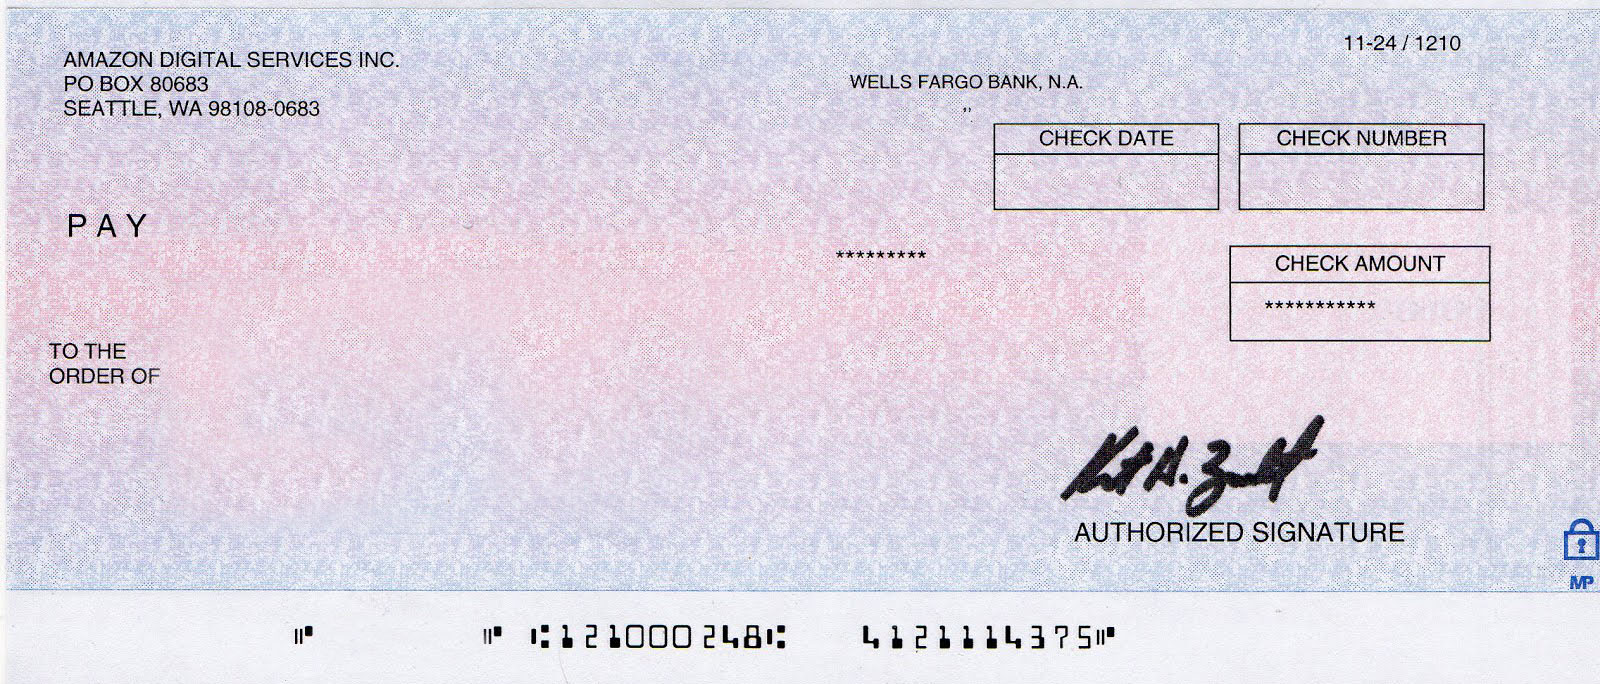 11-24 / 1210
AMAZON DIGITAL SERVICES INC.
PO BOX 80683
SEATTLE, WA 98108-0683
WELLS FARGO BANK, N.A.
,,
CHECK DATE
CHECK NUMBER
PAY
*********
CHECK AMOUNT
***********
TO THE
ORDER OF
AUTHORIZED SIGNATURE
MP
⑈ ⑈ ⑆121000248⑆ 4121114375⑈